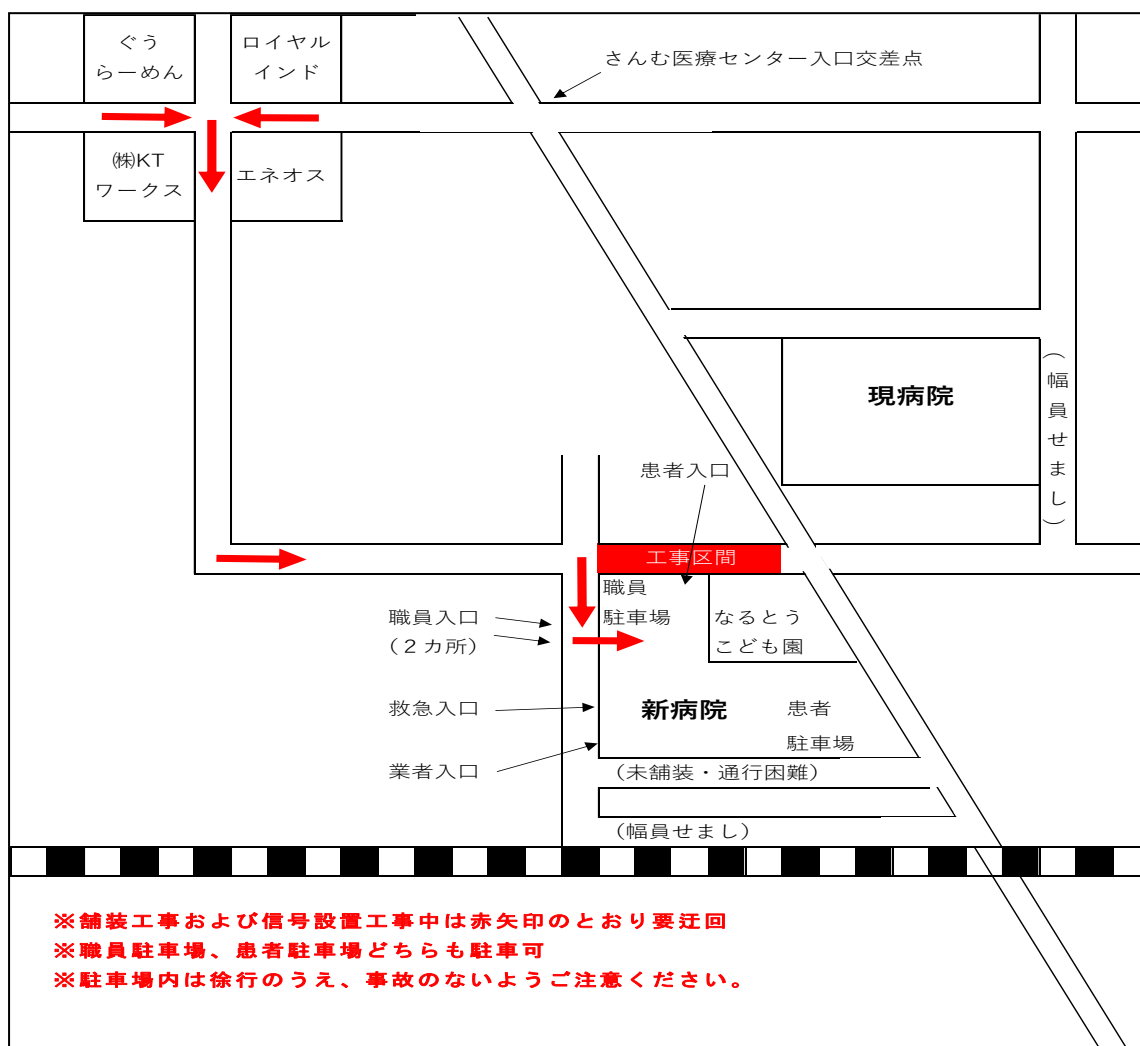 ぐう
らーめん
ロイヤル
インド
さんむ医療センター入口交差点
㈱KT
ワークス
エネオス
現病院
（幅員せまし）
患者入口
工事区間
職員
駐車場
なるとう
こども園
職員入口
（２カ所）
救急入口
新病院
患者
駐車場
業者入口
（未舗装・通行困難）
（幅員せまし）
※舗装工事および信号設置工事中は赤矢印のとおり要迂回
※職員駐車場、患者駐車場どちらも駐車可
※駐車場内は徐行のうえ、事故のないようご注意ください。